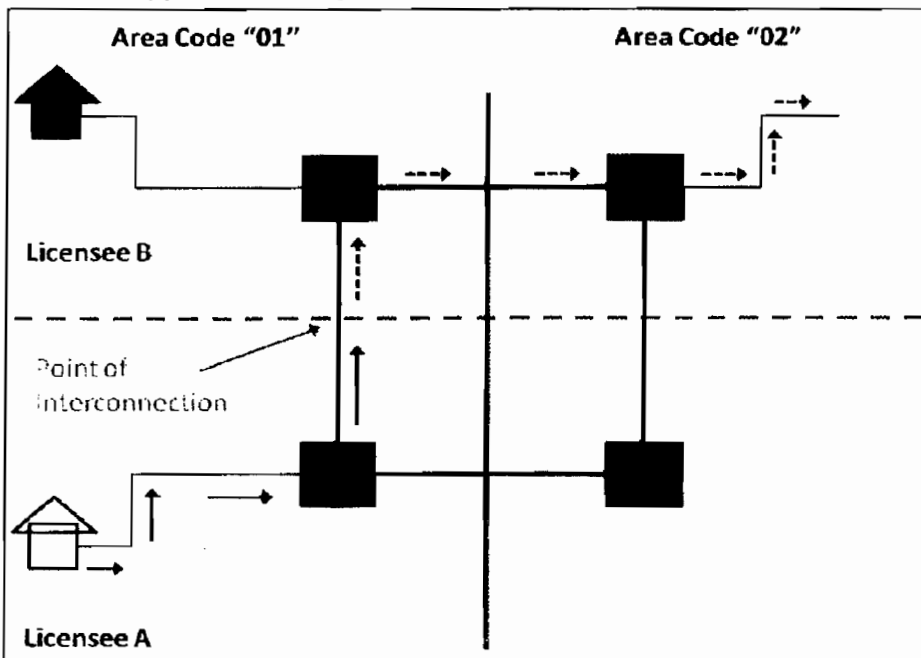 Area Code “01”
Area Code “02”
Licensee B
Point of
Interconnection
Licensee A